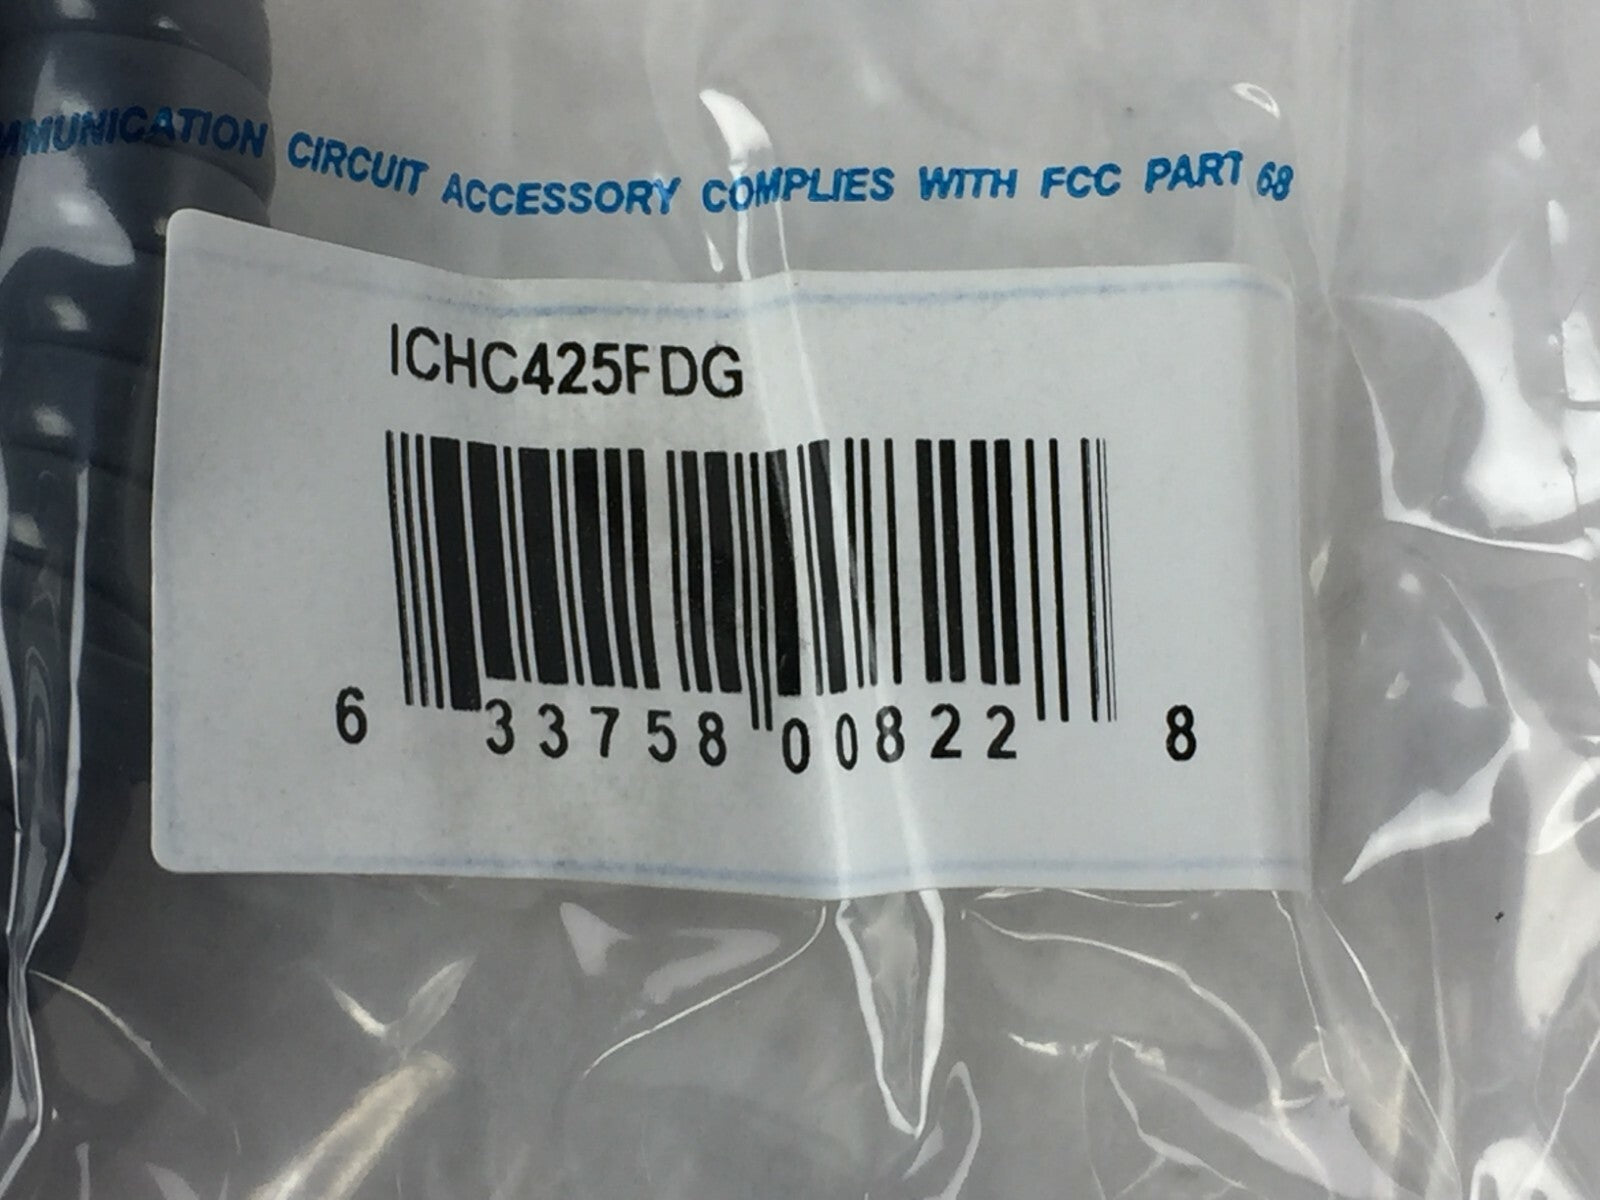 MMUNICATION CIRCUIT ACCESSORY COMPLIES WITH FCC PART 68
ICHC425FDG
6 33758 00822 8